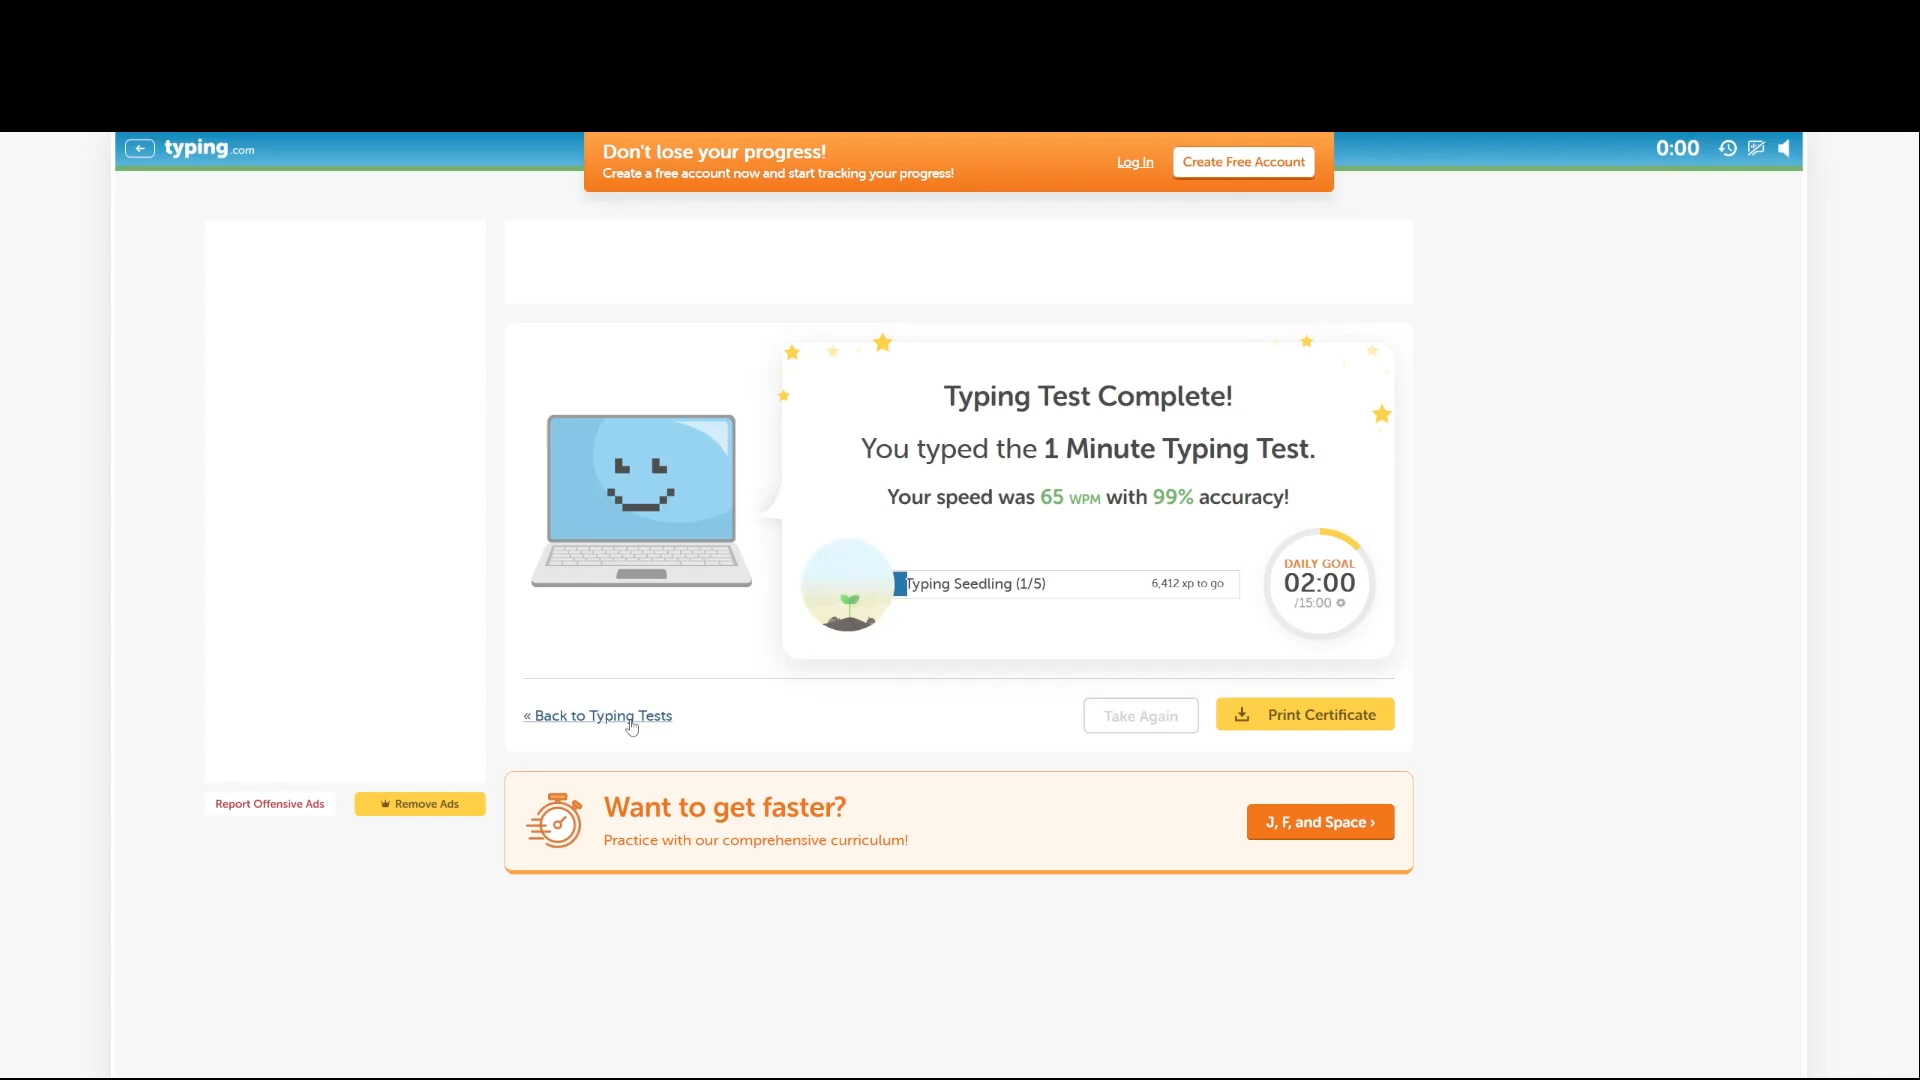 typing.com
Don't lose your progress!
Create a free account now and start tracking your progress!
Log In
Create Free Account
0:00
Typing Test Complete!
You typed the 1 Minute Typing Test.
Your speed was 65 WPM with 99% accuracy!
Typing Seedling (1/5)
6,412 xp to go
DAILY GOAL
02:00
/15:00
« Back to Typing Tests
Take Again
Print Certificate
Report Offensive Ads
Remove Ads
Want to get faster?
Practice with our comprehensive curriculum!
J, F, and Space ›